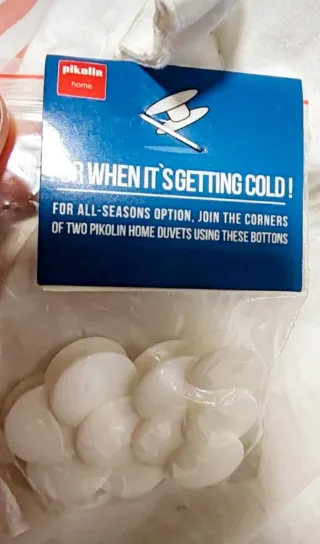 pikolin
home
FOR WHEN IT`S GETTING COLD !
FOR ALL-SEASONS OPTION, JOIN THE CORNERS
OF TWO PIKOLIN HOME DUVETS USING THESE BOTTONS